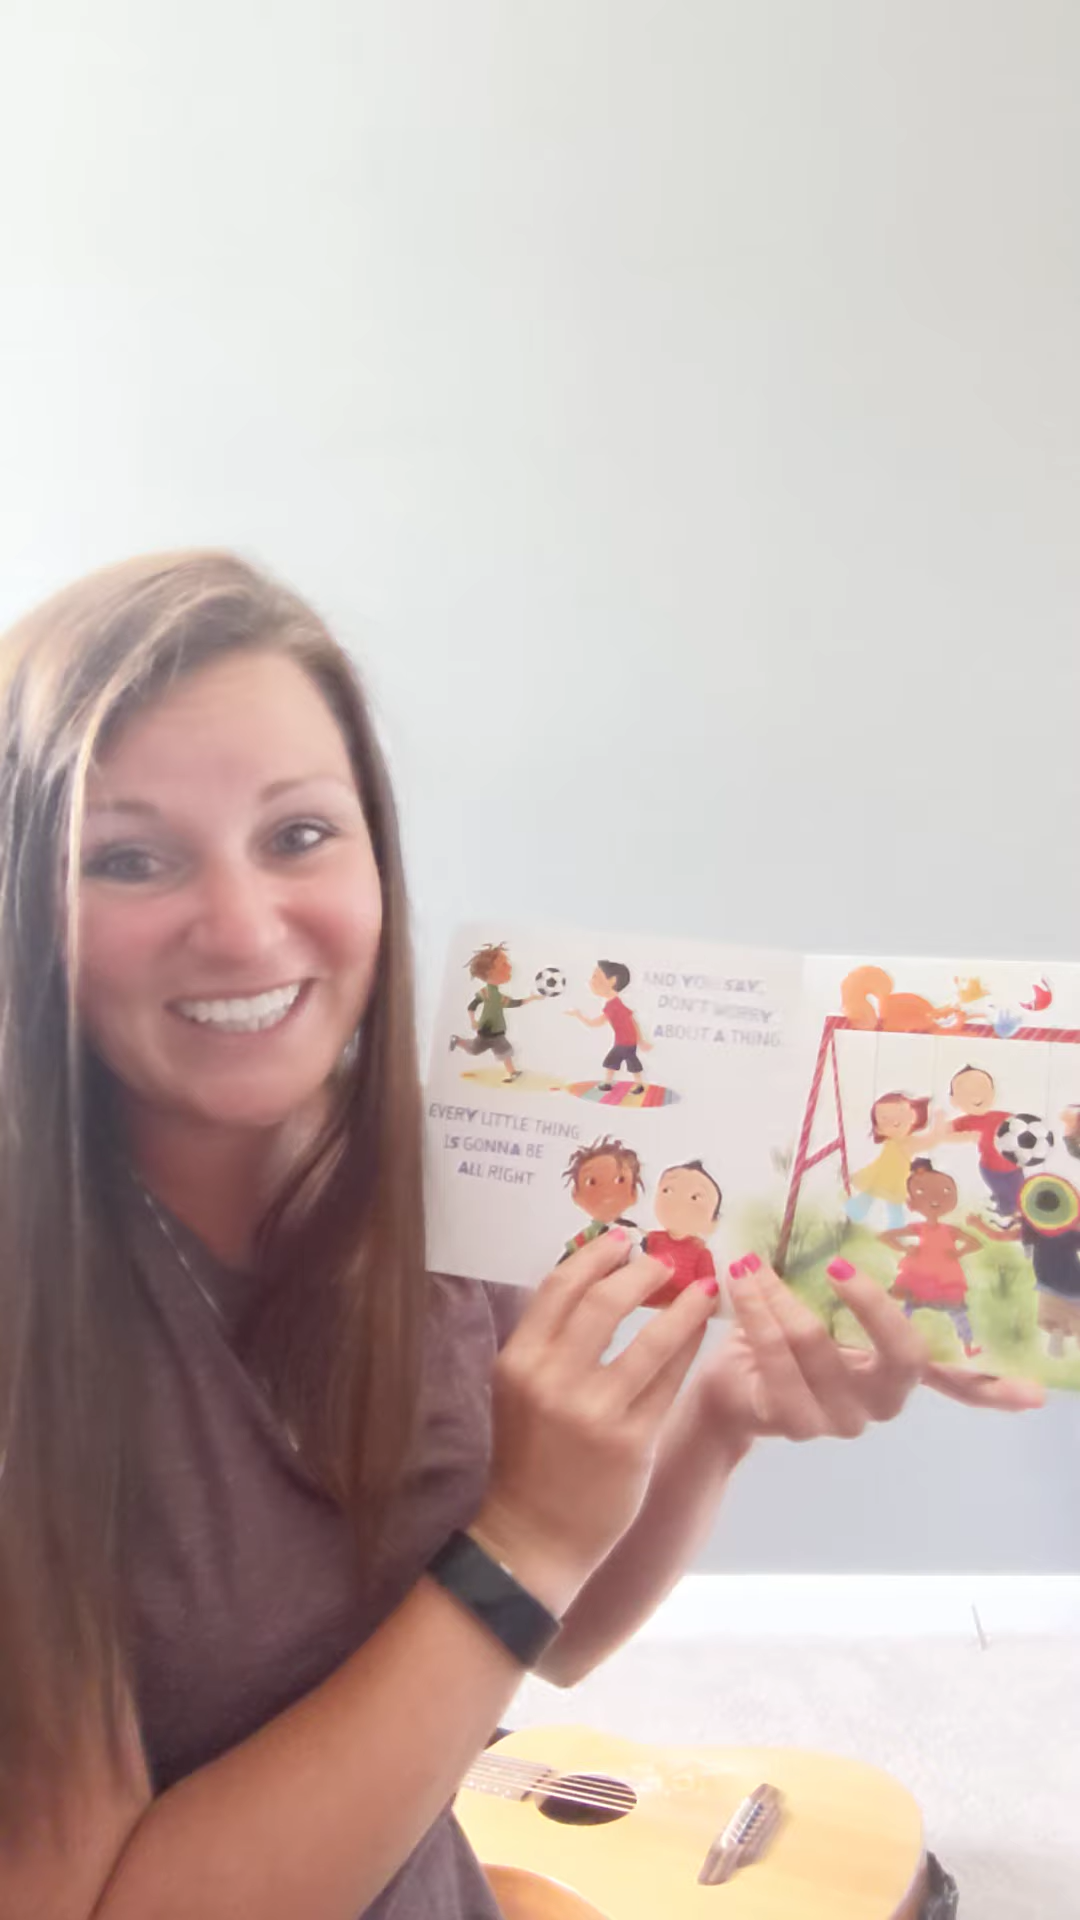 AND YOU SAY,
DON'T WORRY
ABOUT A THING
EVERY LITTLE THING
IS GONNA BE
ALL RIGHT